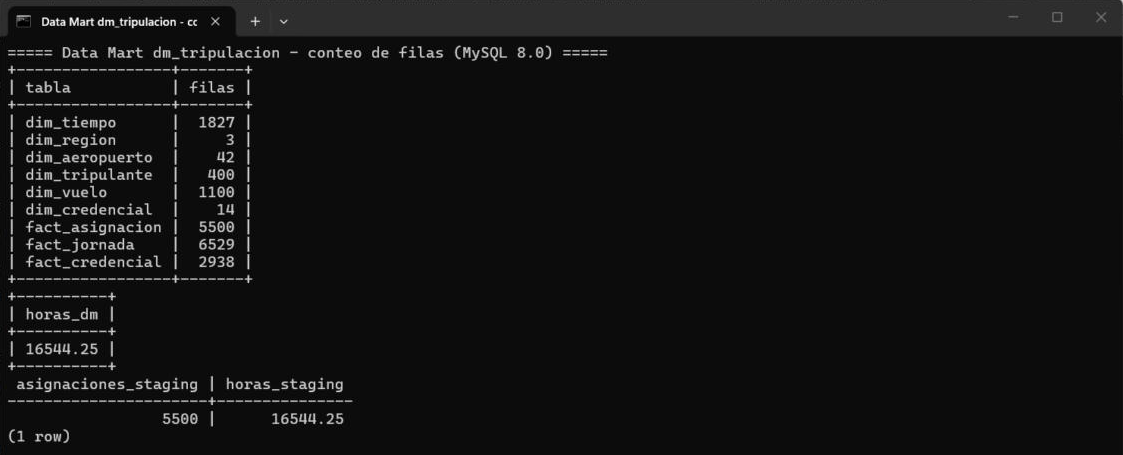 Data Mart dm_tripulacion - cc
===== Data Mart dm_tripulacion - conteo de filas (MySQL 8.0) =====
+-----------------+-------+
| tabla           | filas |
+-----------------+-------+
| dim_tiempo      |  1827 |
| dim_region      |     3 |
| dim_aeropuerto  |    42 |
| dim_tripulante  |   400 |
| dim_vuelo       |  1100 |
| dim_credencial  |    14 |
| fact_asignacion |  5500 |
| fact_jornada    |  6529 |
| fact_credencial |  2938 |
+-----------------+-------+
+----------+
| horas_dm |
+----------+
| 16544.25 |
+----------+
 asignaciones_staging | horas_staging
----------------------+---------------
                 5500 |      16544.25
(1 row)